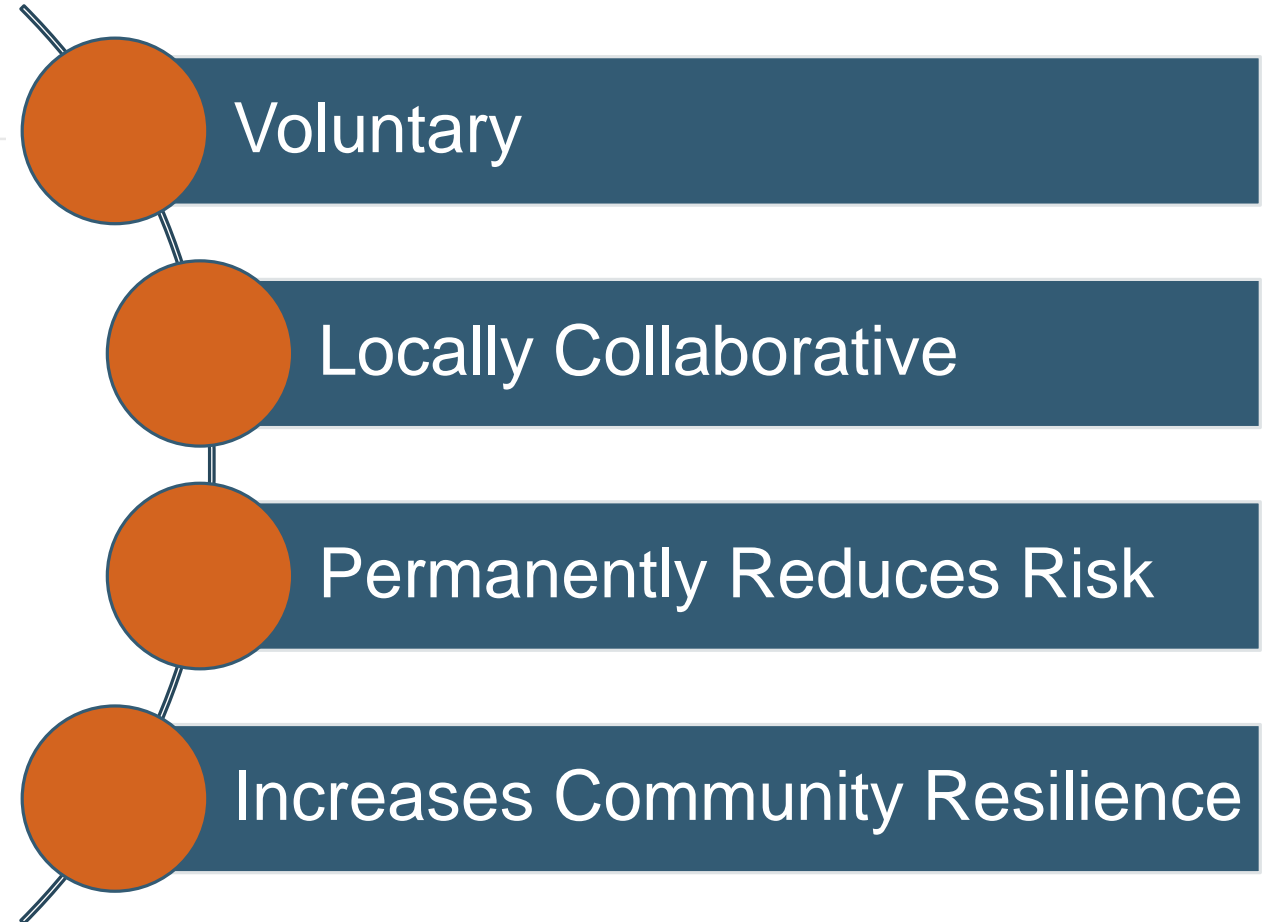 Voluntary
Locally Collaborative
Permanently Reduces Risk
Increases Community Resilience